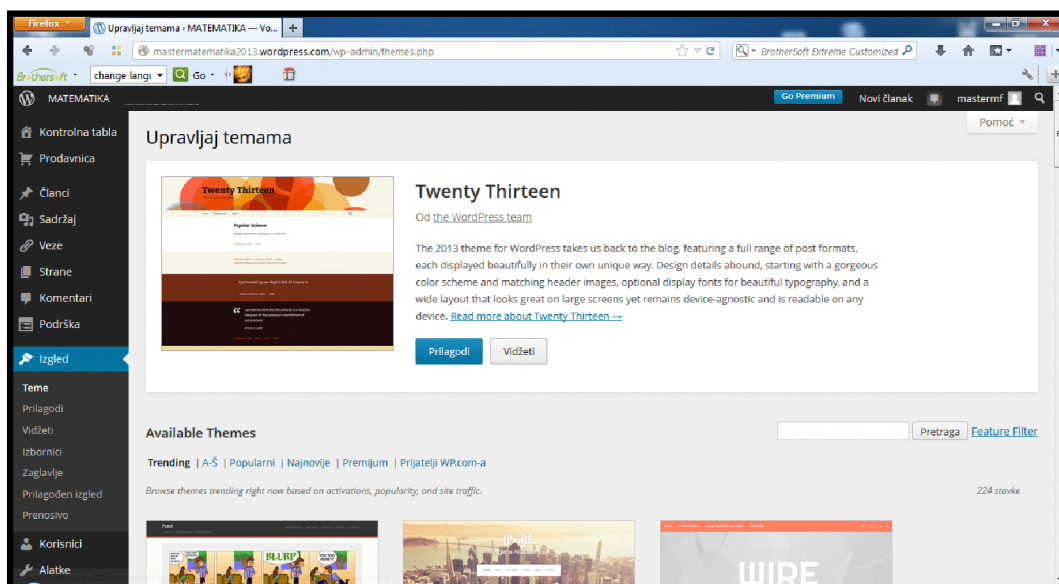 Firefox
Upravljaj temama ‹ MATEMATIKA — Vo...
mastermatematika2013.wordpress.com/wp-admin/themes.php
BrotherSoft Extreme Customized
Brothersoft
change langu
Go
MATEMATIKA
Go Premium
Novi članak
mastermf
Pomoć
Kontrolna tabla
Prodavnica
Članci
Sadržaj
Veze
Strane
Komentari
Podrška
Izgled
Teme
Prilagodi
Vidžeti
Izbornici
Zaglavlje
Prilagođen izgled
Prenosivo
Korisnici
Alatke
Upravljaj temama
Twenty Thirteen
Popular Science
Twenty Thirteen
Od the WordPress team
The 2013 theme for WordPress takes us back to the blog, featuring a full range of post formats,
each displayed beautifully in their own unique way. Design details abound, starting with a gorgeous
color scheme and matching header images, optional display fonts for beautiful typography, and a
wide layout that looks great on large screens yet remains device-agnostic and is readable on any
device. Read more about Twenty Thirteen →
Prilagodi
Vidžeti
Available Themes
Pretraga
Feature Filter
Trending | A-Š | Popularni | Najnovije | Premijum | Prijatelji WP.com-a
Browse themes trending right now based on activations, popularity, and site traffic.
224 stavke
Panel
BLURP
WIRE